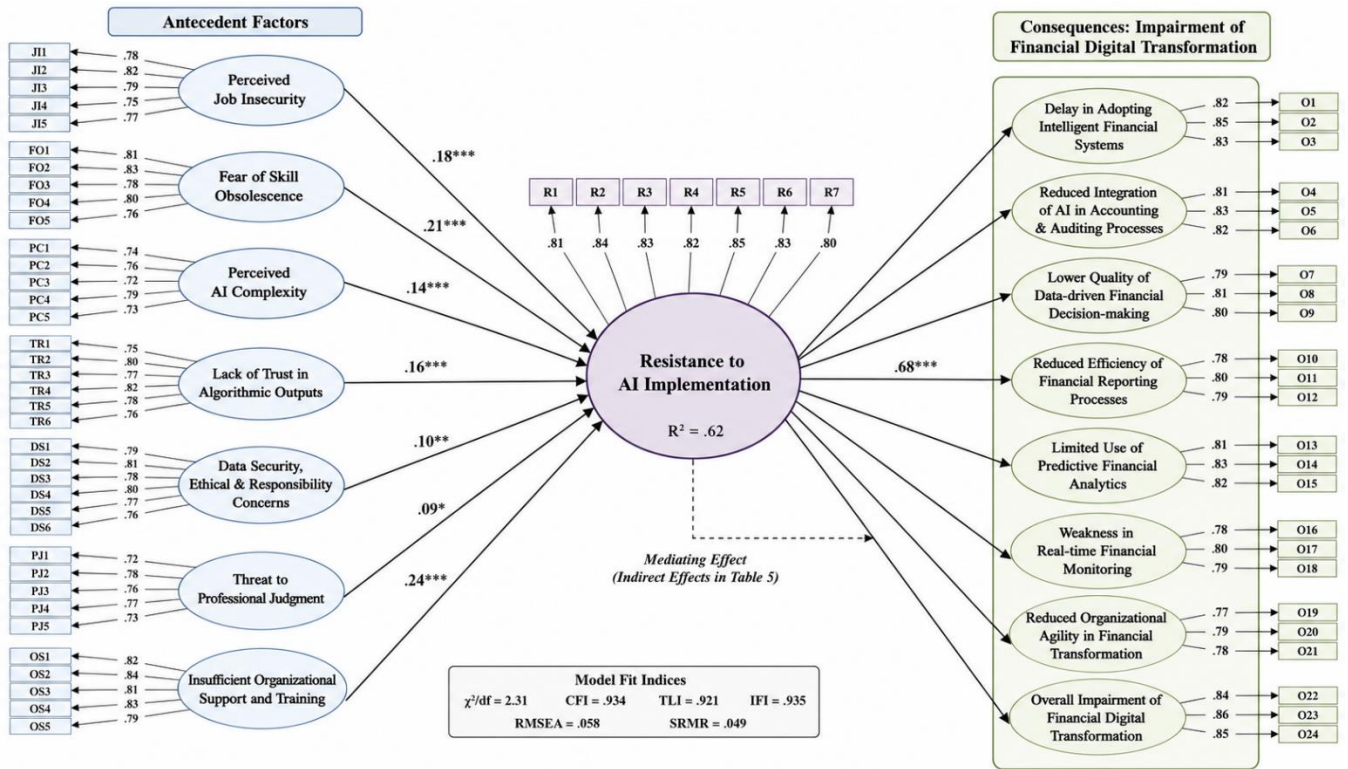 Antecedent Factors
JI1
JI2
JI3
JI4
JI5
.78
.82
.79
.75
.77
Perceived
Job Insecurity
.18***
FO1
FO2
FO3
FO4
FO5
.81
.83
.78
.80
.76
Fear of Skill
Obsolescence
.21***
PC1
PC2
PC3
PC4
PC5
.74
.76
.72
.79
.73
Perceived
AI Complexity
.14***
TR1
TR2
TR3
TR4
TR5
TR6
.75
.80
.77
.82
.78
.76
Lack of Trust in
Algorithmic Outputs
.16***
DS1
DS2
DS3
DS4
DS5
DS6
.79
.81
.78
.80
.77
.76
Data Security,
Ethical & Responsibility
Concerns
.10**
PJ1
PJ2
PJ3
PJ4
PJ5
.72
.78
.76
.77
.73
Threat to
Professional Judgment
.09*
OS1
OS2
OS3
OS4
OS5
.82
.84
.81
.83
.79
Insufficient Organizational
Support and Training
.24***
R1 R2 R3 R4 R5 R6 R7
.81 .84 .83 .82 .85 .83 .80
Resistance to
AI Implementation
R² = .62
.68***
Mediating Effect
(Indirect Effects in Table 5)
Model Fit Indices
χ²/df = 2.31 CFI = .934 TLI = .921 IFI = .935
RMSEA = .058 SRMR = .049
Consequences: Impairment of
Financial Digital Transformation
Delay in Adopting
Intelligent Financial
Systems
.82
.85
.83
O1
O2
O3
Reduced Integration
of AI in Accounting
& Auditing Processes
.81
.83
.82
O4
O5
O6
Lower Quality of
Data-driven Financial
Decision-making
.79
.81
.80
O7
O8
O9
Reduced Efficiency of
Financial Reporting
Processes
.78
.80
.79
O10
O11
O12
Limited Use of
Predictive Financial
Analytics
.81
.83
.82
O13
O14
O15
Weakness in
Real-time Financial
Monitoring
.78
.80
.79
O16
O17
O18
Reduced Organizational
Agility in Financial
Transformation
.77
.79
.78
O19
O20
O21
Overall Impairment of
Financial Digital
Transformation
.84
.86
.85
O22
O23
O24